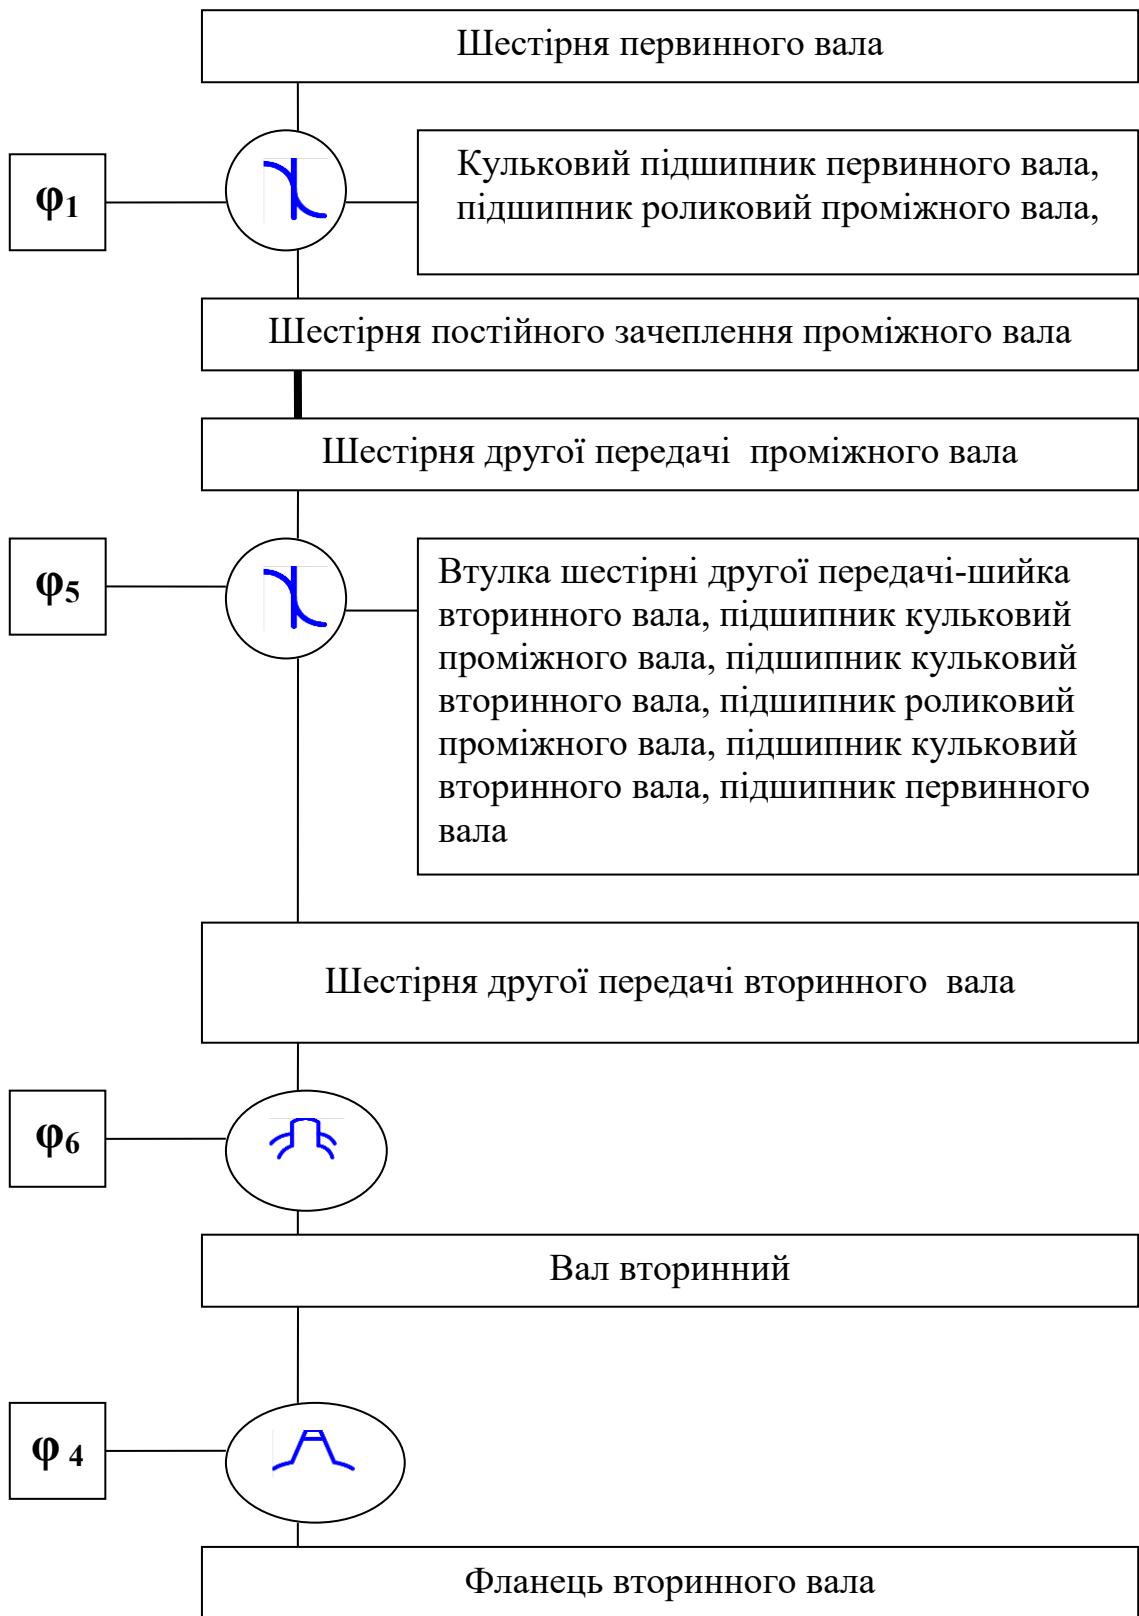 Шестірня первинного вала
φ1
Кульковий підшипник первинного вала,
підшипник роликовий проміжного вала,
Шестірня постійного зачеплення проміжного вала
Шестірня другої передачі проміжного вала
φ5
Втулка шестірні другої передачі-шийка
вторинного вала, підшипник кульковий
проміжного вала, підшипник кульковий
вторинного вала, підшипник роликовий
проміжного вала, підшипник кульковий
вторинного вала, підшипник первинного
вала
Шестірня другої передачі вторинного вала
φ6
Вал вторинний
φ 4
Фланець вторинного вала